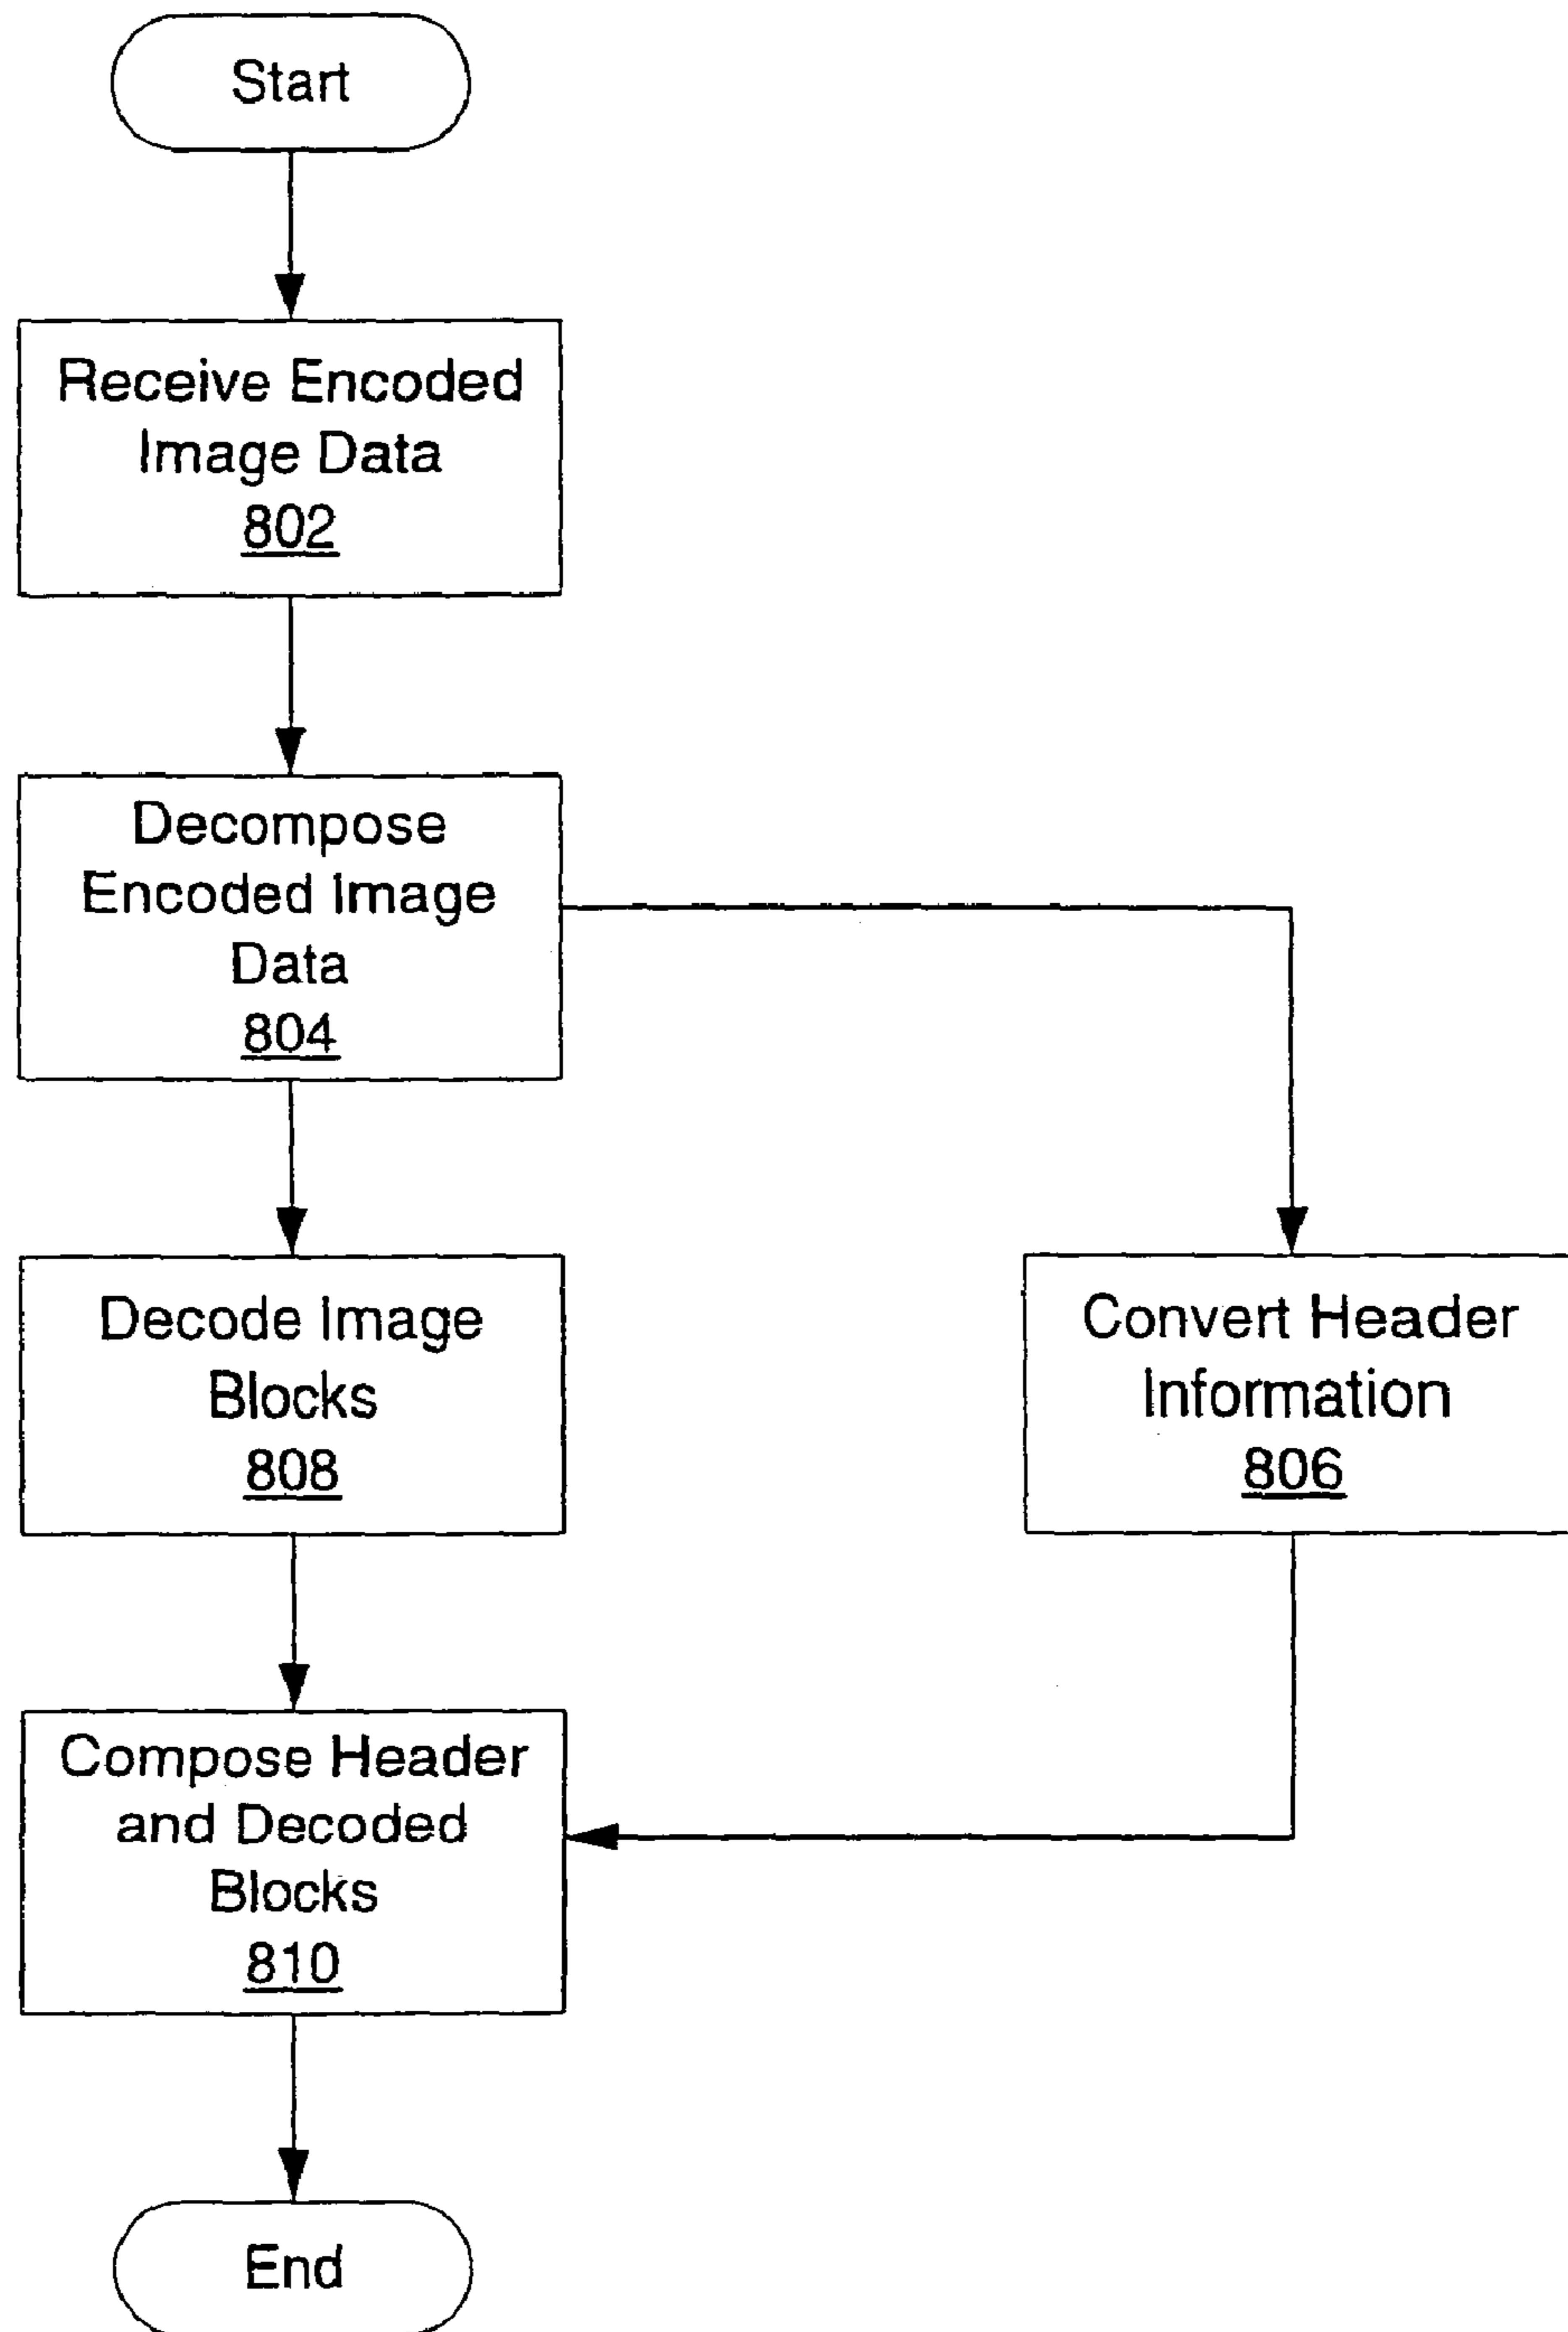 Start
Receive Encoded
Image Data
802
Decompose
Encoded Image
Data
804
Decode Image
Blocks
808
Convert Header
Information
806
Compose Header
and Decoded
Blocks
810
End